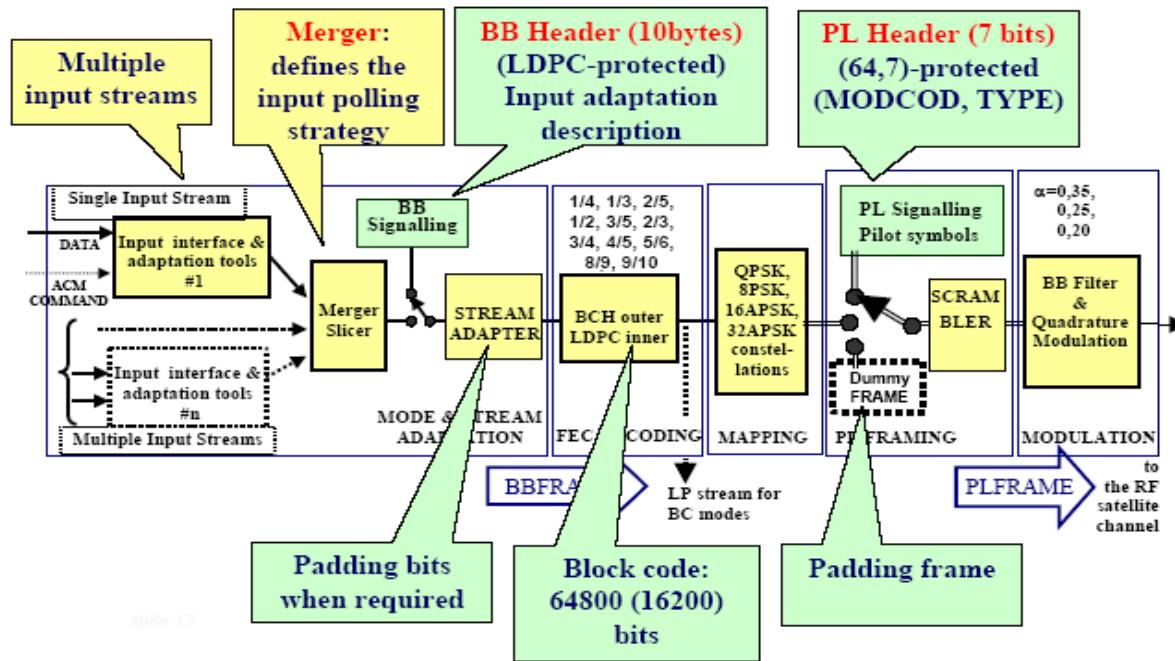 Multiple
input streams
Merger:
defines the
input polling
strategy
BB Header (10bytes)
(LDPC-protected)
Input adaptation
description
PL Header (7 bits)
(64,7)-protected
(MODCOD, TYPE)
Single Input Stream
DATA
ACM
COMMAND
Input interface &
adaptation tools
#1
Input interface &
adaptation tools
#n
Multiple Input Streams
Merger
Slicer
BB
Signalling
STREAM
ADAPTER
MODE & STREAM
1/4, 1/3, 2/5,
1/2, 3/5, 2/3,
3/4, 4/5, 5/6,
8/9, 9/10
BCH outer
LDPC inner
QPSK,
8PSK,
16APSK,
32APSK
constel-
lations
MAPPING
PL Signalling
Pilot symbols
SCRAM
BLER
Dummy
FRAME
α=0,35,
0,25,
0,20
BB Filter
&
Quadrature
Modulation
MODULATION
LP stream for
BC modes
PLFRAME
to
the RF
satellite
channel
Padding bits
when required
Block code:
64800 (16200)
bits
Padding frame
slide 17